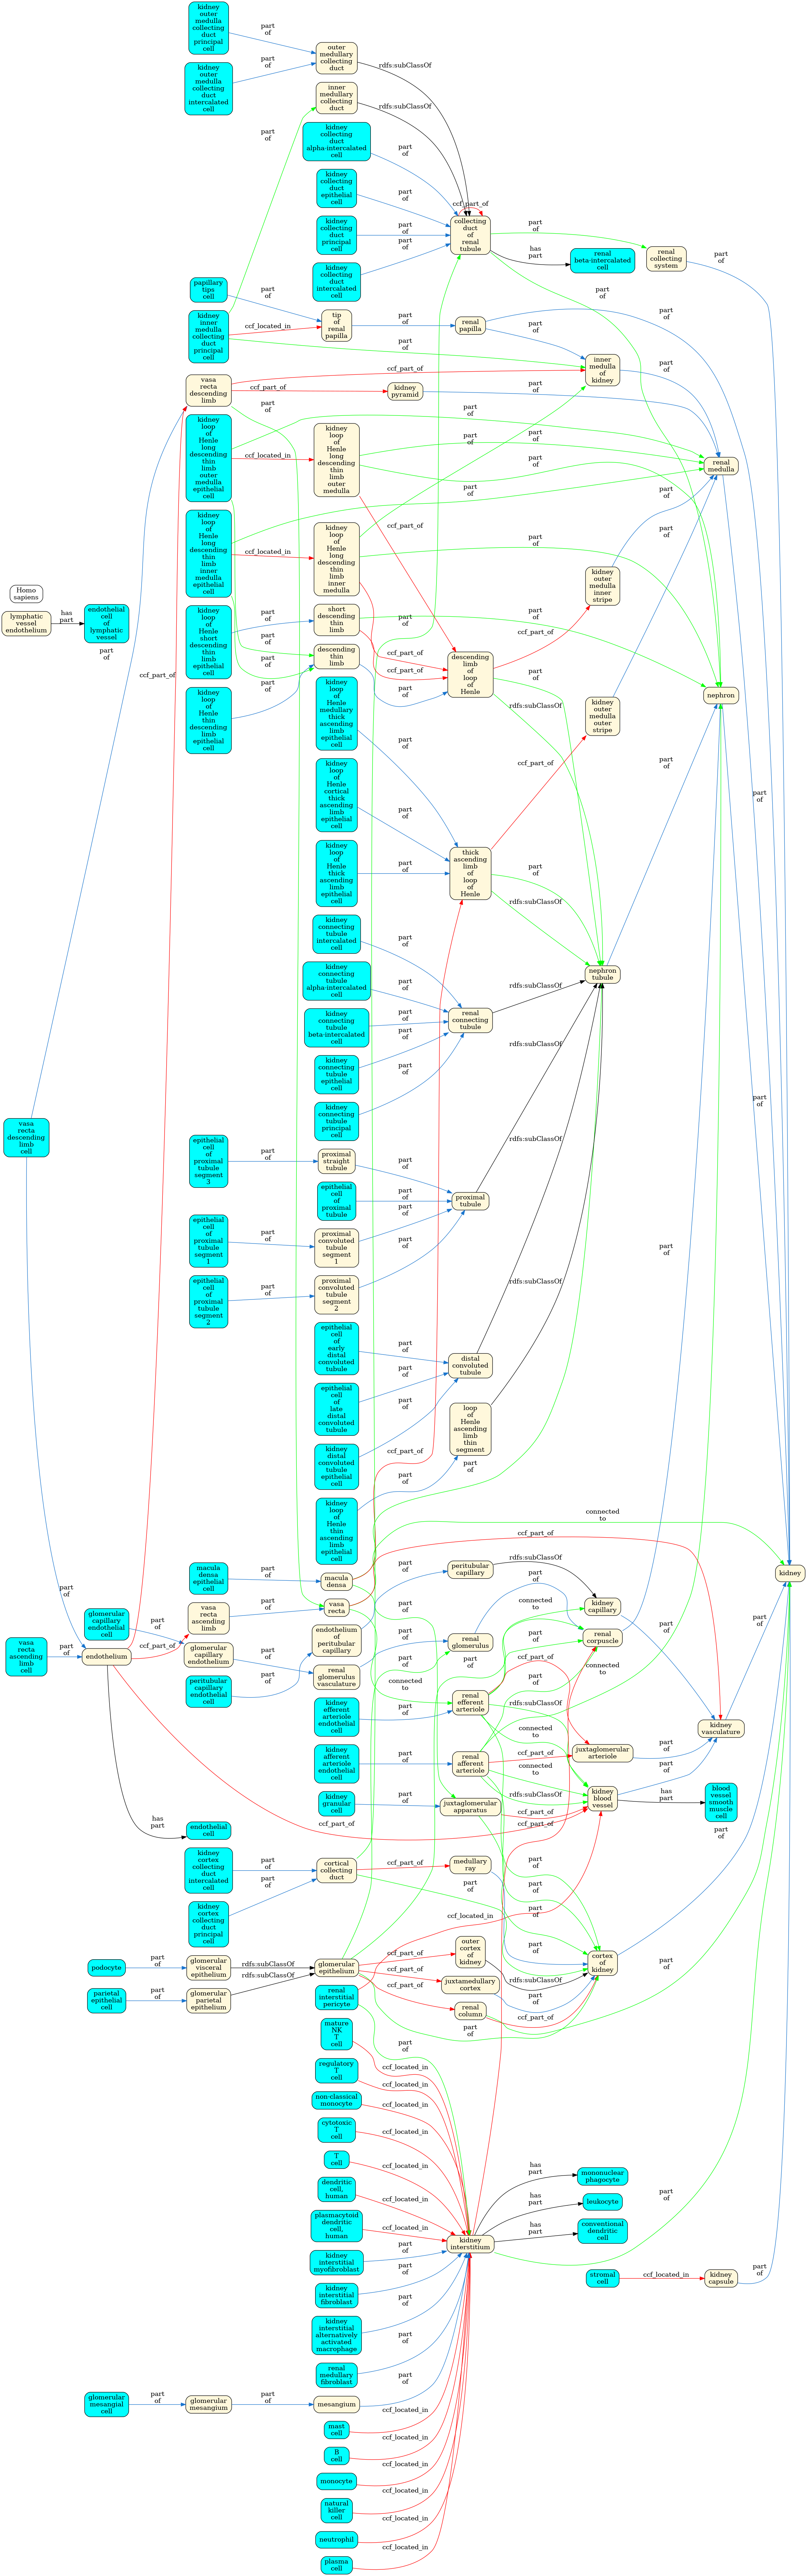 kidney
outer
medulla
collecting
duct
principal
cell
part
of
outer
medullary
collecting
duct
kidney
outer
medulla
collecting
duct
intercalated
cell
rdfs:subClassOf
inner
medullary
collecting
duct
rdfs:subClassOf
part
of
kidney
collecting
duct
alpha-intercalated
cell
part
of
kidney
collecting
duct
epithelial
cell
part
of
ccf_part_of
kidney
collecting
duct
principal
cell
part
of
collecting
duct
of
renal
tubule
part
of
renal
collecting
system
part
of
kidney
collecting
duct
intercalated
cell
part
of
has
part
renal
beta-intercalated
cell
papillary
tips
cell
part
of
kidney
inner
medulla
collecting
duct
principal
cell
ccf_located_in
tip
of
renal
papilla
part
of
renal
papilla
part
of
part
of
part
of
inner
medulla
of
kidney
part
of
vasa
recta
descending
limb
ccf_part_of
ccf_part_of
kidney
pyramid
part
of
part
of
kidney
loop
of
Henle
long
descending
thin
limb
outer
medulla
epithelial
cell
part
of
ccf_located_in
kidney
loop
of
Henle
long
descending
thin
limb
outer
medulla
part
of
part
of
renal
medulla
kidney
loop
of
Henle
long
descending
thin
limb
inner
medulla
epithelial
cell
part
of
ccf_located_in
kidney
loop
of
Henle
long
descending
thin
limb
inner
medulla
ccf_part_of
part
of
part
of
part
of
kidney
outer
medulla
inner
stripe
Homo
sapiens
lymphatic
vessel
endothelium
has
part
endothelial
cell
of
lymphatic
vessel
part
of
kidney
loop
of
Henle
short
descending
thin
limb
epithelial
cell
part
of
short
descending
thin
limb
part
of
ccf_part_of
ccf_part_of
part
of
part
of
descending
thin
limb
ccf_part_of
part
of
descending
limb
of
loop
of
Henle
part
of
rdfs:subClassOf
nephron
kidney
loop
of
Henle
thin
descending
limb
epithelial
cell
part
of
kidney
loop
of
Henle
medullary
thick
ascending
limb
epithelial
cell
part
of
kidney
outer
medulla
outer
stripe
ccf_part_of
part
of
kidney
loop
of
Henle
cortical
thick
ascending
limb
epithelial
cell
part
of
part
of
kidney
loop
of
Henle
thick
ascending
limb
epithelial
cell
part
of
thick
ascending
limb
of
loop
of
Henle
part
of
rdfs:subClassOf
part
of
kidney
connecting
tubule
intercalated
cell
part
of
nephron
tubule
kidney
connecting
tubule
alpha-intercalated
cell
part
of
rdfs:subClassOf
kidney
connecting
tubule
beta-intercalated
cell
part
of
renal
connecting
tubule
rdfs:subClassOf
kidney
connecting
tubule
epithelial
cell
part
of
kidney
connecting
tubule
principal
cell
part
of
vasa
recta
descending
limb
cell
epithelial
cell
of
proximal
tubule
segment
3
part
of
proximal
straight
tubule
part
of
rdfs:subClassOf
epithelial
cell
of
proximal
tubule
part
of
proximal
tubule
epithelial
cell
of
proximal
tubule
segment
1
part
of
proximal
convoluted
tubule
segment
1
part
of
epithelial
cell
of
proximal
tubule
segment
2
part
of
proximal
convoluted
tubule
segment
2
part
of
rdfs:subClassOf
part
of
epithelial
cell
of
early
distal
convoluted
tubule
part
of
distal
convoluted
tubule
epithelial
cell
of
late
distal
convoluted
tubule
part
of
kidney
distal
convoluted
tubule
epithelial
cell
part
of
ccf_part_of
loop
of
Henle
ascending
limb
thin
segment
part
of
kidney
loop
of
Henle
thin
ascending
limb
epithelial
cell
part
of
connected
to
ccf_part_of
macula
densa
epithelial
cell
part
of
macula
densa
part
of
peritubular
capillary
rdfs:subClassOf
part
of
kidney
part
of
glomerular
capillary
endothelial
cell
part
of
vasa
recta
ascending
limb
part
of
vasa
recta
part
of
connected
to
kidney
capillary
part
of
part
of
vasa
recta
ascending
limb
cell
part
of
endothelium
ccf_part_of
glomerular
capillary
endothelium
part
of
endothelium
of
peritubular
capillary
part
of
renal
glomerulus
part
of
renal
corpuscle
ccf_part_of
connected
to
peritubular
capillary
endothelial
cell
part
of
renal
glomerulus
vasculature
connected
to
part
of
part
of
kidney
efferent
arteriole
endothelial
cell
part
of
renal
efferent
arteriole
rdfs:subClassOf
kidney
vasculature
connected
to
juxtaglomerular
arteriole
part
of
kidney
afferent
arteriole
endothelial
cell
part
of
renal
afferent
arteriole
ccf_part_of
connected
to
part
of
kidney
granular
cell
part
of
juxtaglomerular
apparatus
rdfs:subClassOf
kidney
blood
vessel
has
part
blood
vessel
smooth
muscle
cell
has
part
endothelial
cell
ccf_part_of
ccf_part_of
ccf_part_of
part
of
kidney
cortex
collecting
duct
intercalated
cell
part
of
cortical
collecting
duct
ccf_part_of
medullary
ray
part
of
part
of
part
of
kidney
cortex
collecting
duct
principal
cell
part
of
ccf_located_in
part
of
podocyte
part
of
glomerular
visceral
epithelium
rdfs:subClassOf
glomerular
epithelium
ccf_part_of
outer
cortex
of
kidney
part
of
cortex
of
kidney
parietal
epithelial
cell
part
of
glomerular
parietal
epithelium
rdfs:subClassOf
renal
interstitial
pericyte
ccf_part_of
juxtamedullary
cortex
rdfs:subClassOf
part
of
ccf_part_of
renal
column
ccf_part_of
part
of
part
of
mature
NK
T
cell
part
of
regulatory
T
cell
ccf_located_in
ccf_located_in
non-classical
monocyte
ccf_located_in
cytotoxic
T
cell
ccf_located_in
T
cell
ccf_located_in
dendritic
cell,
human
ccf_located_in
has
part
mononuclear
phagocyte
part
of
plasmacytoid
dendritic
cell,
human
ccf_located_in
has
part
leukocyte
kidney
interstitium
has
part
conventional
dendritic
cell
kidney
interstitial
myofibroblast
part
of
kidney
interstitial
fibroblast
part
of
stromal
cell
ccf_located_in
kidney
capsule
part
of
kidney
interstitial
alternatively
activated
macrophage
part
of
renal
medullary
fibroblast
part
of
glomerular
mesangial
cell
part
of
glomerular
mesangium
part
of
mesangium
part
of
mast
cell
ccf_located_in
B
cell
ccf_located_in
monocyte
ccf_located_in
natural
killer
cell
ccf_located_in
neutrophil
ccf_located_in
plasma
cell
ccf_located_in